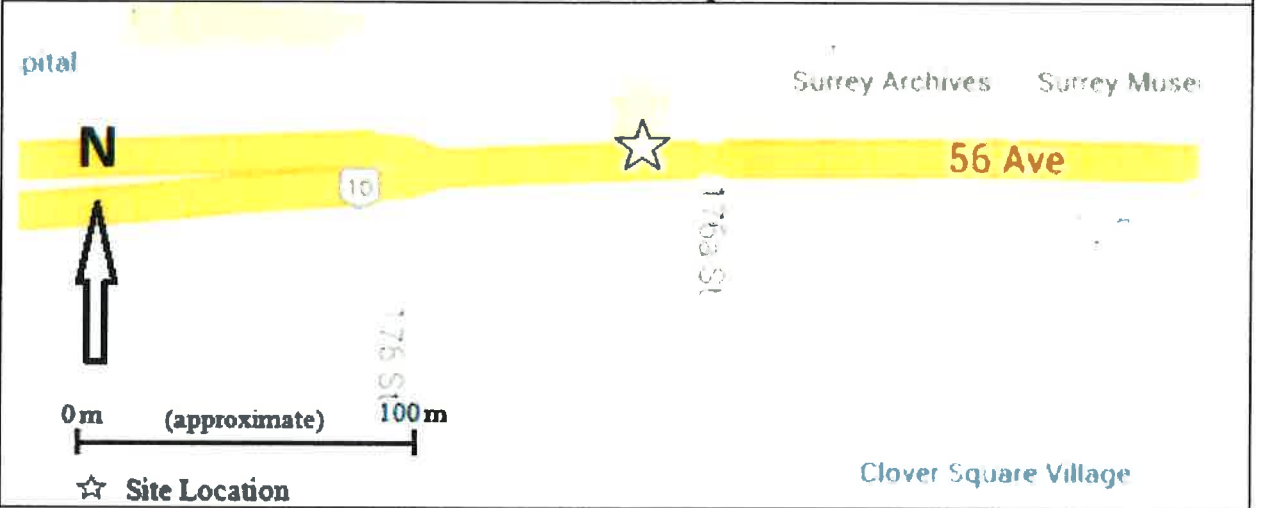 pital
Surrey Archives
Surrey Muse
N
56 Ave
10
176a St
176 St
0 m (approximate) 100 m
Clover Square Village
Site Location